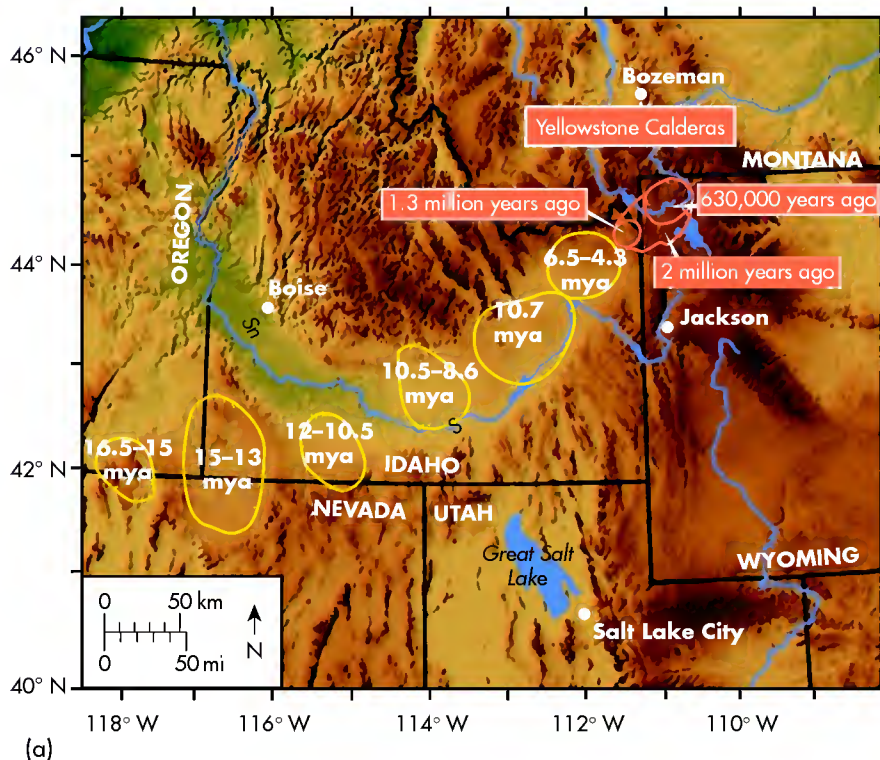 46° N
Bozeman
Yellowstone Calderas
MONTANA
1.3 million years ago
630,000 years ago
OREGON
44° N
6.5–4.3
mya
2 million years ago
Boise
10.7
mya
Jackson
Sn
10.5–8.6
mya
S
12–10.5
mya
16.5–15
mya
15–13
mya
42° N
IDAHO
NEVADA
UTAH
Great Salt
Lake
WYOMING
0 50 km
0 50 mi
N
Salt Lake City
40° N
118° W
116° W
114° W
112° W
110° W
(a)